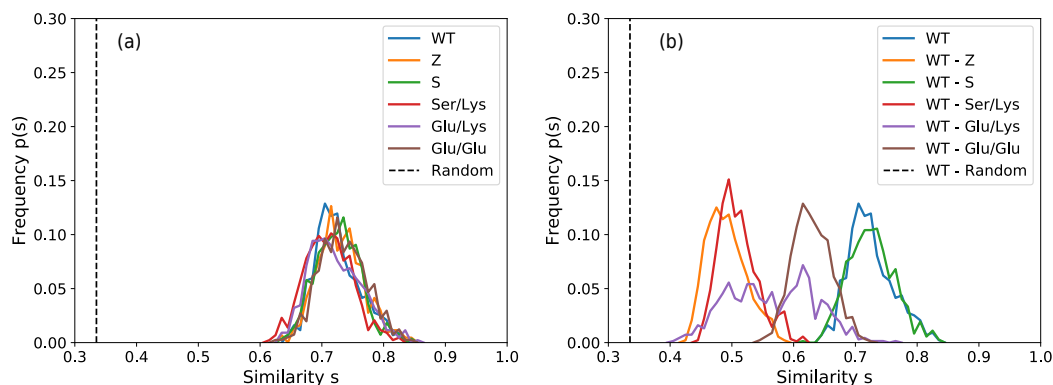 (a)
Frequency p(s)
0.30
0.25
0.20
0.15
0.10
0.05
0.00
WT
Z
S
Ser/Lys
Glu/Lys
Glu/Glu
Random
0.3 0.4 0.5 0.6 0.7 0.8 0.9 1.0
Similarity s
(b)
Frequency p(s)
0.30
0.25
0.20
0.15
0.10
0.05
0.00
WT
WT - Z
WT - S
WT - Ser/Lys
WT - Glu/Lys
WT - Glu/Glu
WT - Random
0.3 0.4 0.5 0.6 0.7 0.8 0.9 1.0
Similarity s